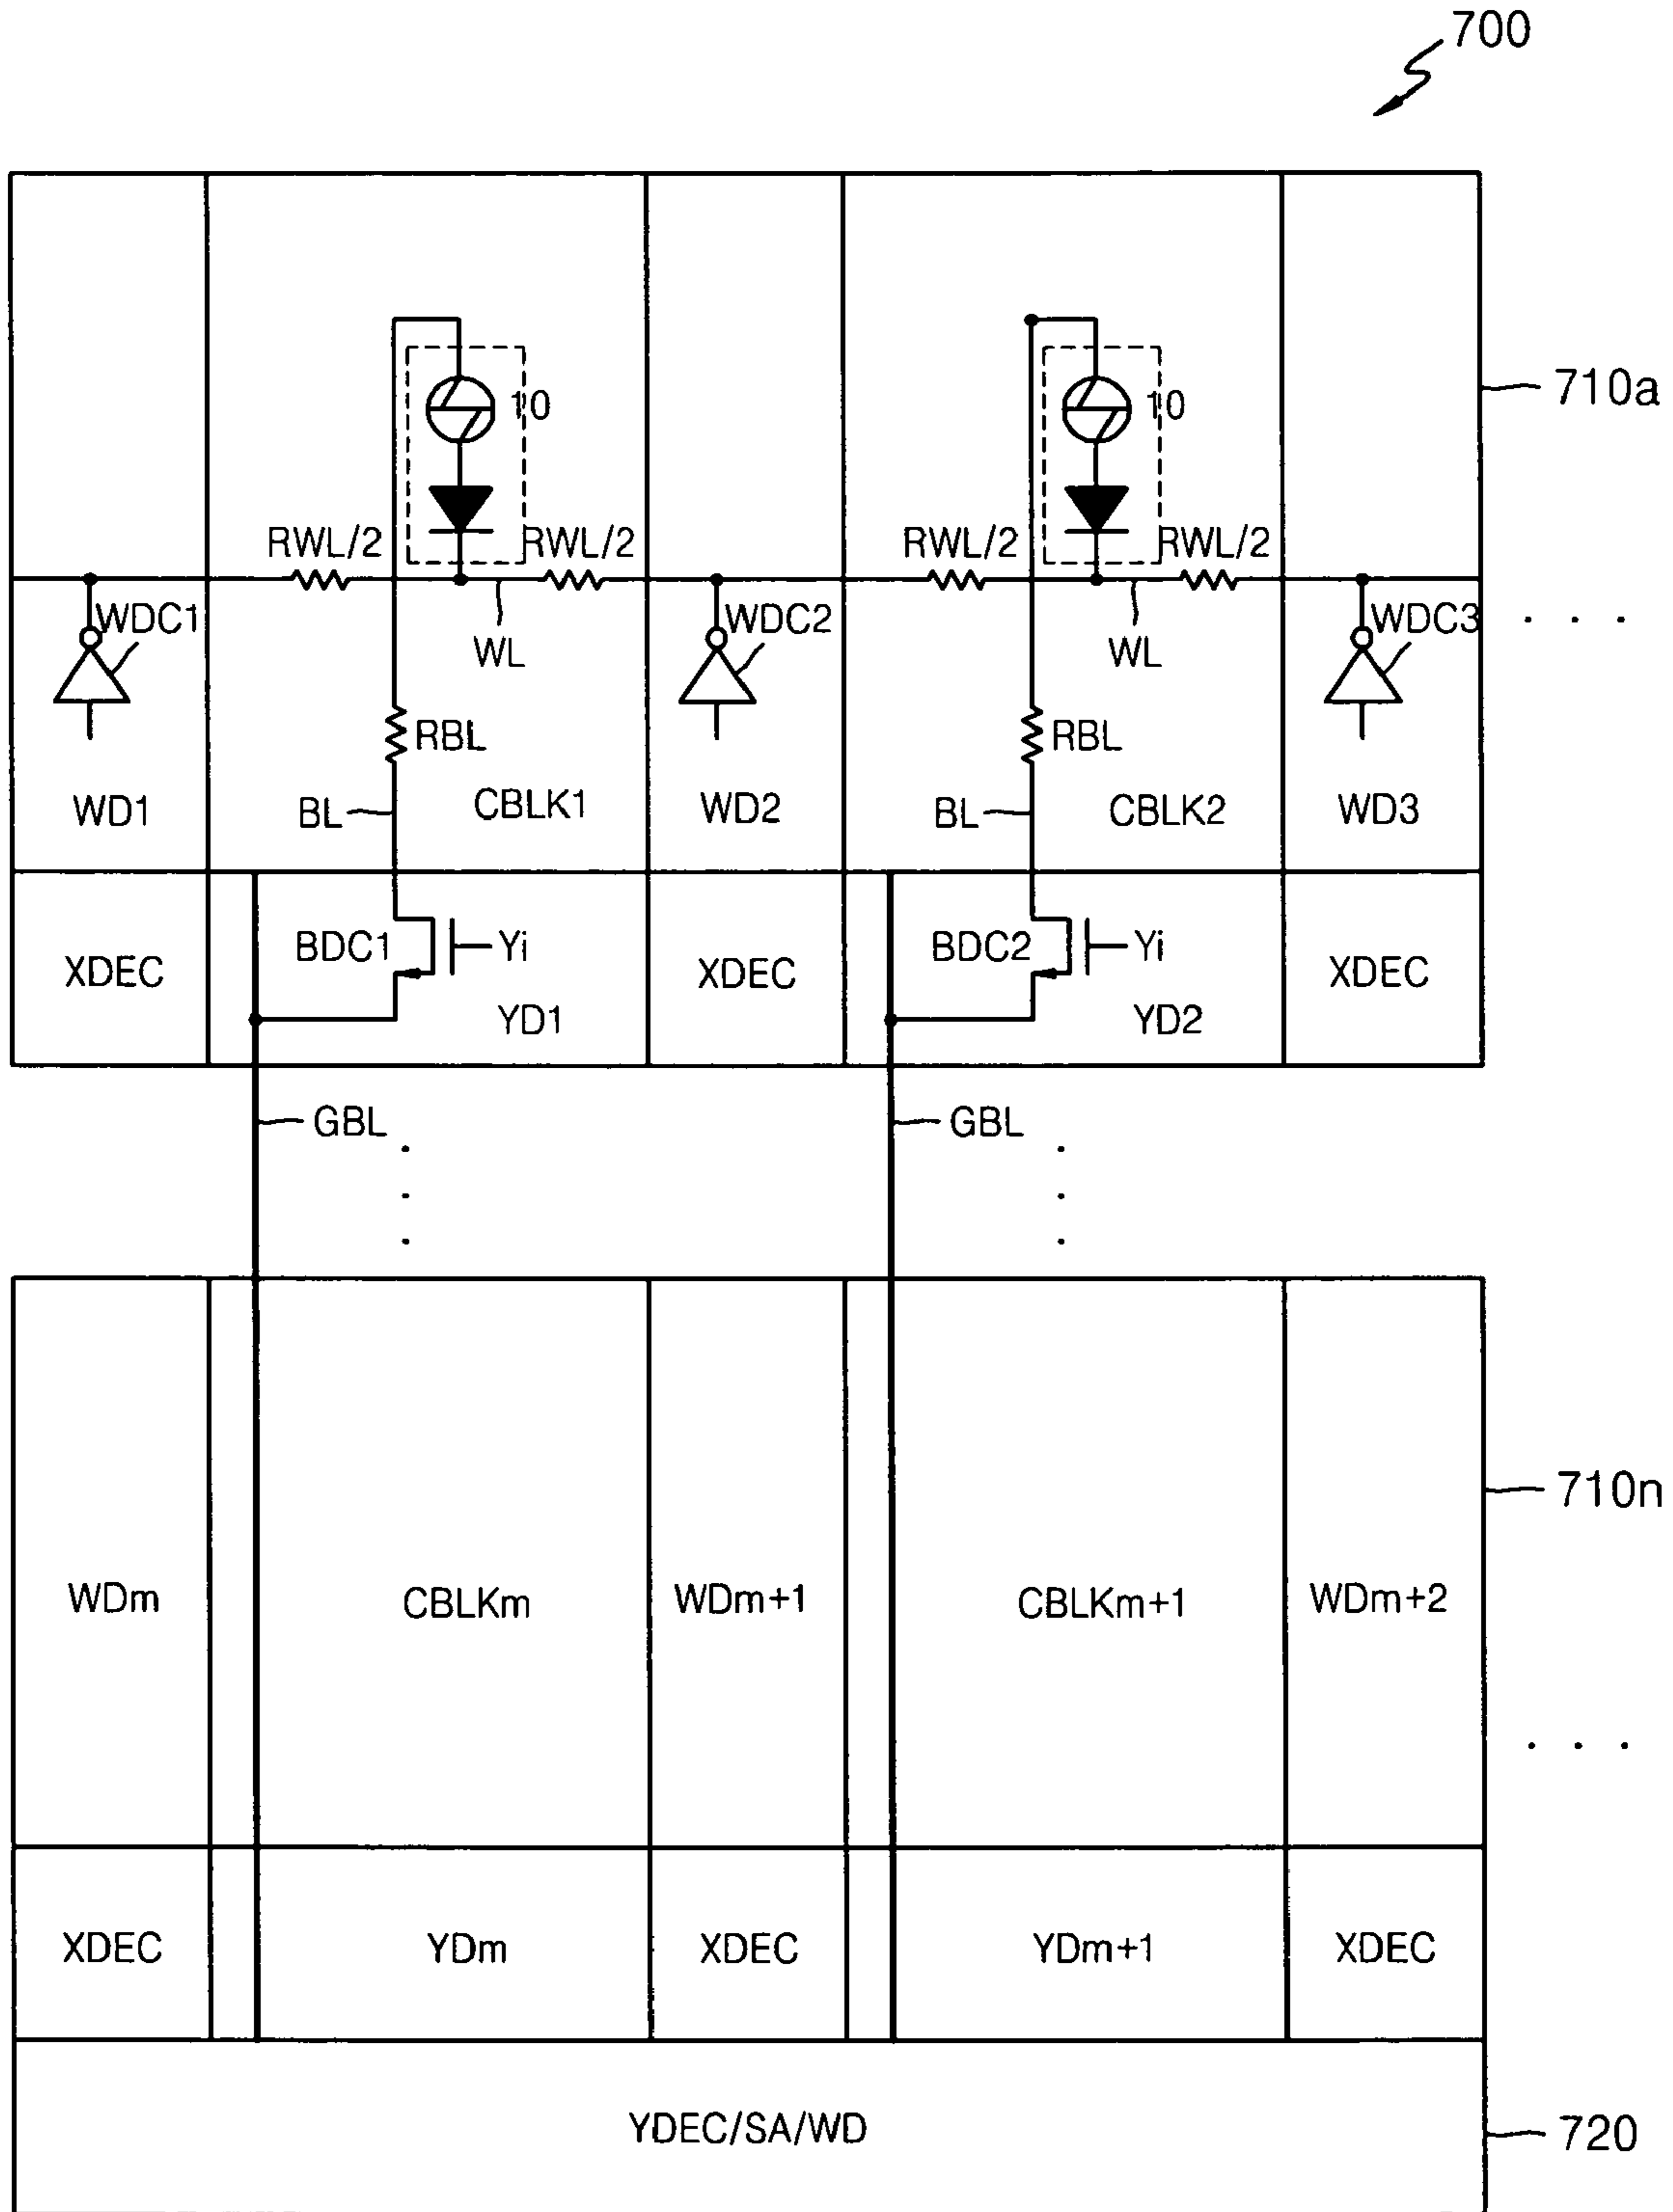 700
710a
10 10
RWL/2 RWL/2 RWL/2 RWL/2
WDC1 WDC2 WDC3
WL WL
RBL RBL
WD1 BL CBLK1 WD2 BL CBLK2 WD3
XDEC BDC1 Yi XDEC BDC2 Yi XDEC
YD1 YD2
GBL GBL
710n
WDm CBLKm WDm+1 CBLKm+1 WDm+2
XDEC YDm XDEC YDm+1 XDEC
YDEC/SA/WD
720